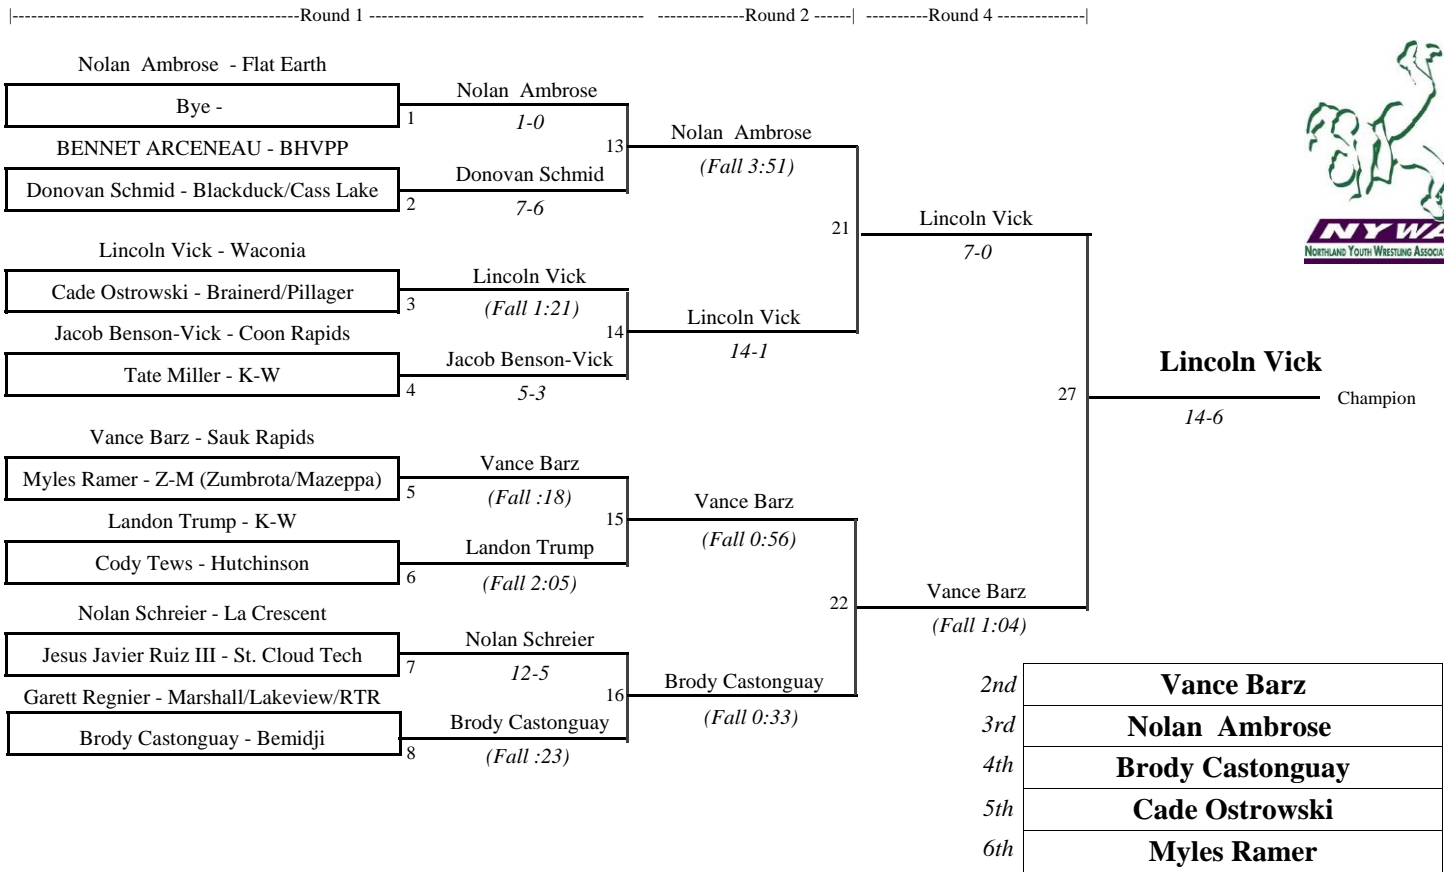 |----------------------------------------------Round 1 --------------------------------------------
--------------Round 2 ------|
----------Round 4 --------------|
Nolan Ambrose - Flat Earth
Bye -
1
BENNET ARCENEAU - BHVPP
Donovan Schmid - Blackduck/Cass Lake
2
Lincoln Vick - Waconia
Cade Ostrowski - Brainerd/Pillager
3
Jacob Benson-Vick - Coon Rapids
Tate Miller - K-W
4
Vance Barz - Sauk Rapids
Myles Ramer - Z-M (Zumbrota/Mazeppa)
5
Landon Trump - K-W
Cody Tews - Hutchinson
6
Nolan Schreier - La Crescent
Jesus Javier Ruiz III - St. Cloud Tech
7
Garett Regnier - Marshall/Lakeview/RTR
Brody Castonguay - Bemidji
8
Nolan Ambrose
1-0
13
Donovan Schmid
7-6
Lincoln Vick
(Fall 1:21)
14
Jacob Benson-Vick
5-3
Vance Barz
(Fall :18)
15
Landon Trump
(Fall 2:05)
Nolan Schreier
12-5
16
Brody Castonguay
(Fall :23)
Nolan Ambrose
(Fall 3:51)
21
Lincoln Vick
14-1
Vance Barz
(Fall 0:56)
22
Brody Castonguay
(Fall 0:33)
Lincoln Vick
7-0
27
Vance Barz
(Fall 1:04)
Lincoln Vick
Champion
14-6
NYWA
NORTHLAND YOUTH WRESTLING
2nd Vance Barz
3rd Nolan Ambrose
4th Brody Castonguay
5th Cade Ostrowski
6th Myles Ramer